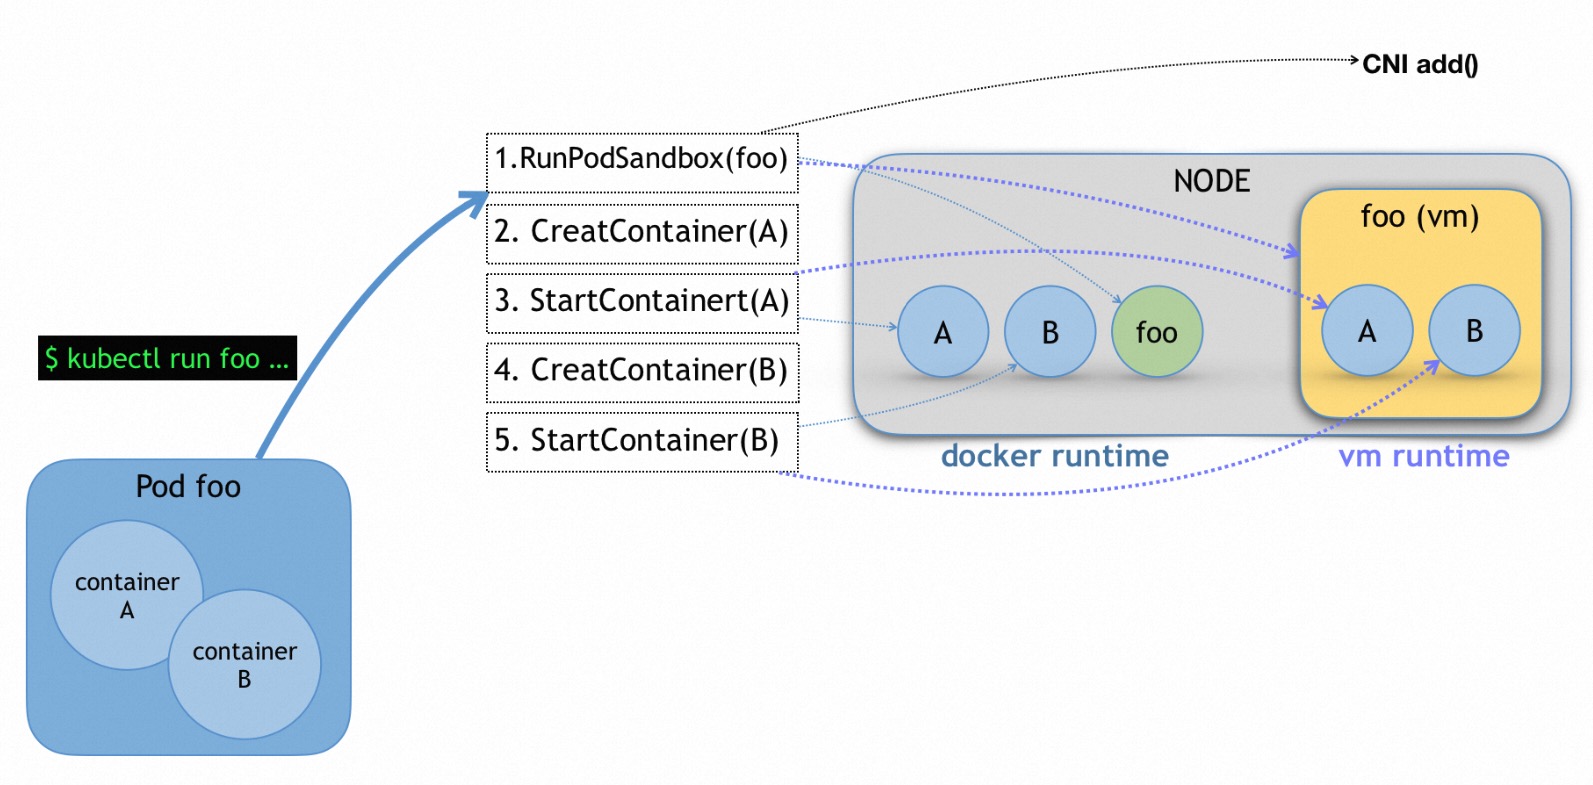 CNI add()
1.RunPodSandbox(foo)
2. CreatContainer(A)
3. StartContainert(A)
4. CreatContainer(B)
5. StartContainer(B)
NODE
foo (vm)
A
B
foo
A
B
docker runtime
vm runtime
$ kubectl run foo ...
Pod foo
container
A
container
B